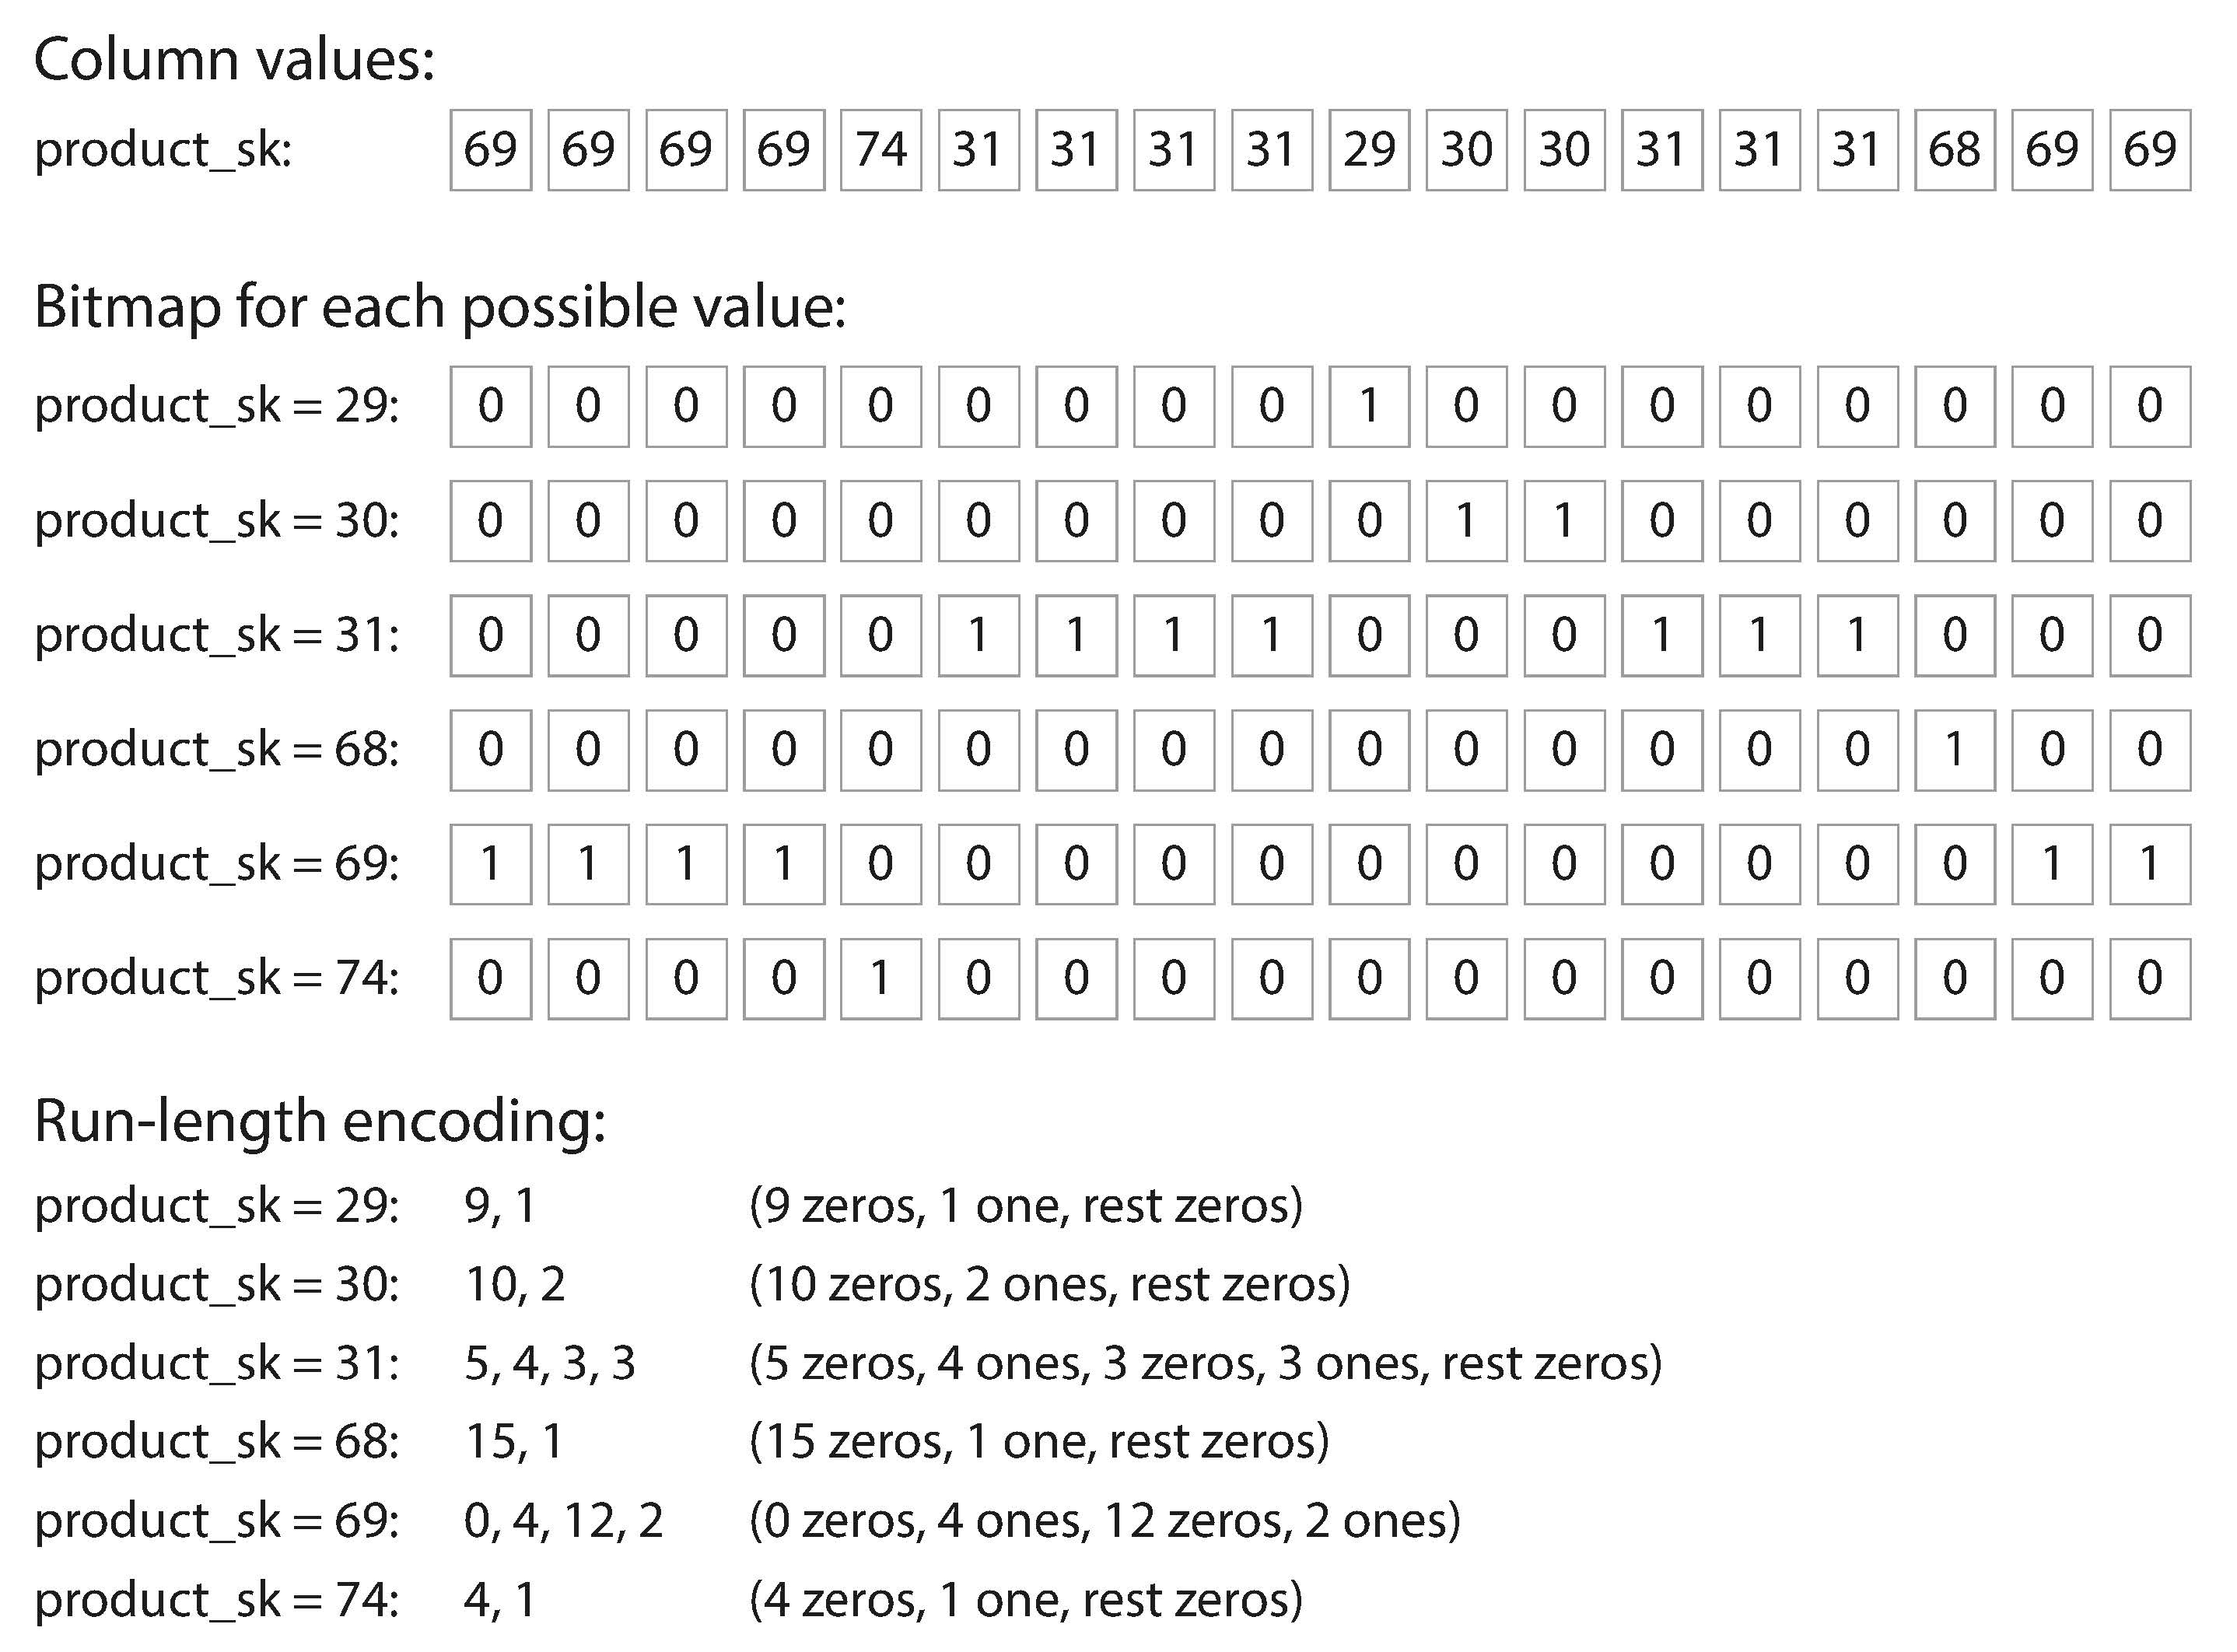 Column values:
product_sk: 69 69 69 69 74 31 31 31 31 29 30 30 31 31 31 68 69 69
Bitmap for each possible value:
product_sk = 29: 0 0 0 0 0 0 0 0 0 1 0 0 0 0 0 0 0 0
product_sk = 30: 0 0 0 0 0 0 0 0 0 0 1 1 0 0 0 0 0 0
product_sk = 31: 0 0 0 0 0 1 1 1 1 0 0 0 1 1 1 0 0 0
product_sk = 68: 0 0 0 0 0 0 0 0 0 0 0 0 0 0 0 1 0 0
product_sk = 69: 1 1 1 1 0 0 0 0 0 0 0 0 0 0 0 0 1 1
product_sk = 74: 0 0 0 0 1 0 0 0 0 0 0 0 0 0 0 0 0 0
Run-length encoding:
product_sk = 29: 9, 1 (9 zeros, 1 one, rest zeros)
product_sk = 30: 10, 2 (10 zeros, 2 ones, rest zeros)
product_sk = 31: 5, 4, 3, 3 (5 zeros, 4 ones, 3 zeros, 3 ones, rest zeros)
product_sk = 68: 15, 1 (15 zeros, 1 one, rest zeros)
product_sk = 69: 0, 4, 12, 2 (0 zeros, 4 ones, 12 zeros, 2 ones)
product_sk = 74: 4, 1 (4 zeros, 1 one, rest zeros)